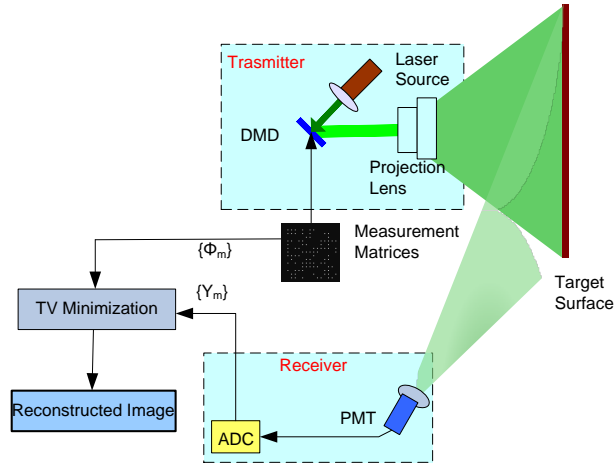 Trasmitter
Laser
Source
DMD
Projection
Lens
Measurement
Matrices
{Φm}
{Ym}
TV Minimization
Target
Surface
Receiver
Reconstructed Image
PMT
ADC